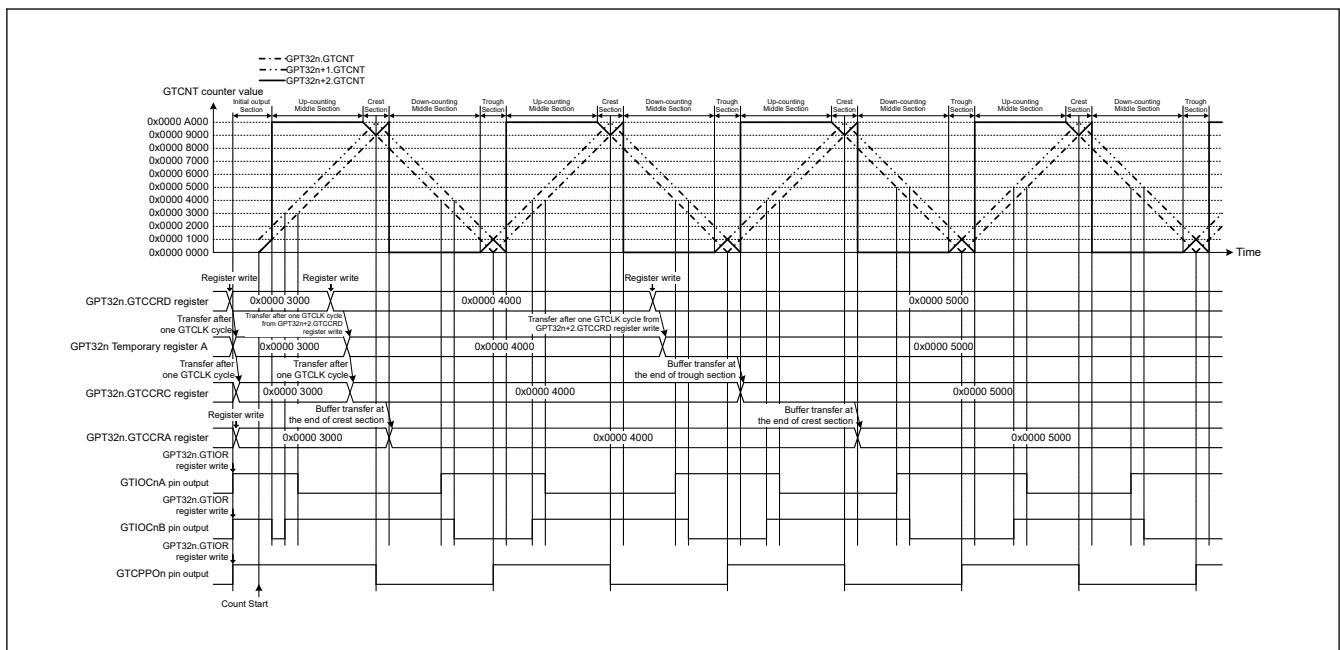 GPT32n.GTCNT
GPT32n+1.GTCNT
GPT32n+2.GTCNT
GTCNT counter value
Initial output Section
Up-counting Middle Section
Crest Section
Down-counting Middle Section
Trough Section
Up-counting Middle Section
Crest Section
Down-counting Middle Section
Trough Section
Up-counting Middle Section
Crest Section
Down-counting Middle Section
Trough Section
Up-counting Middle Section
Crest Section
Down-counting Middle Section
Trough Section
0x0000 A000
0x0000 9000
0x0000 8000
0x0000 7000
0x0000 6000
0x0000 5000
0x0000 4000
0x0000 3000
0x0000 2000
0x0000 1000
0x0000 0000
Time
Register write
Register write
Register write
GPT32n.GTCCRD register
0x0000 3000
0x0000 4000
0x0000 5000
Transfer after
one GTCLK cycle
Transfer after one GTCLK cycle
from GPT32n+2.GTCCRD
register write
Transfer after one GTCLK cycle from
GPT32n+2.GTCCRD register write
GPT32n Temporary register A
0x0000 3000
0x0000 4000
0x0000 5000
Transfer after
one GTCLK cycle
Transfer after
one GTCLK cycle
Buffer transfer at
the end of trough section
GPT32n.GTCCRC register
0x0000 3000
0x0000 4000
0x0000 5000
Register write
Buffer transfer at
the end of crest section
Buffer transfer at
the end of crest section
GPT32n.GTCCRA register
0x0000 3000
0x0000 4000
0x0000 5000
GPT32n.GTIOR
register write
GTIOCnA pin output
GPT32n.GTIOR
register write
GTIOCnB pin output
GPT32n.GTIOR
register write
GTCPPOn pin output
Count Start